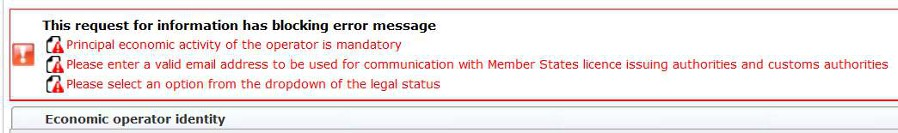 This request for information has blocking error message
Principal economic activity of the operator is mandatory
Please enter a valid email address to be used for communication with Member States licence issuing authorities and customs authorities
Please select an option from the dropdown of the legal status
Economic operator identity